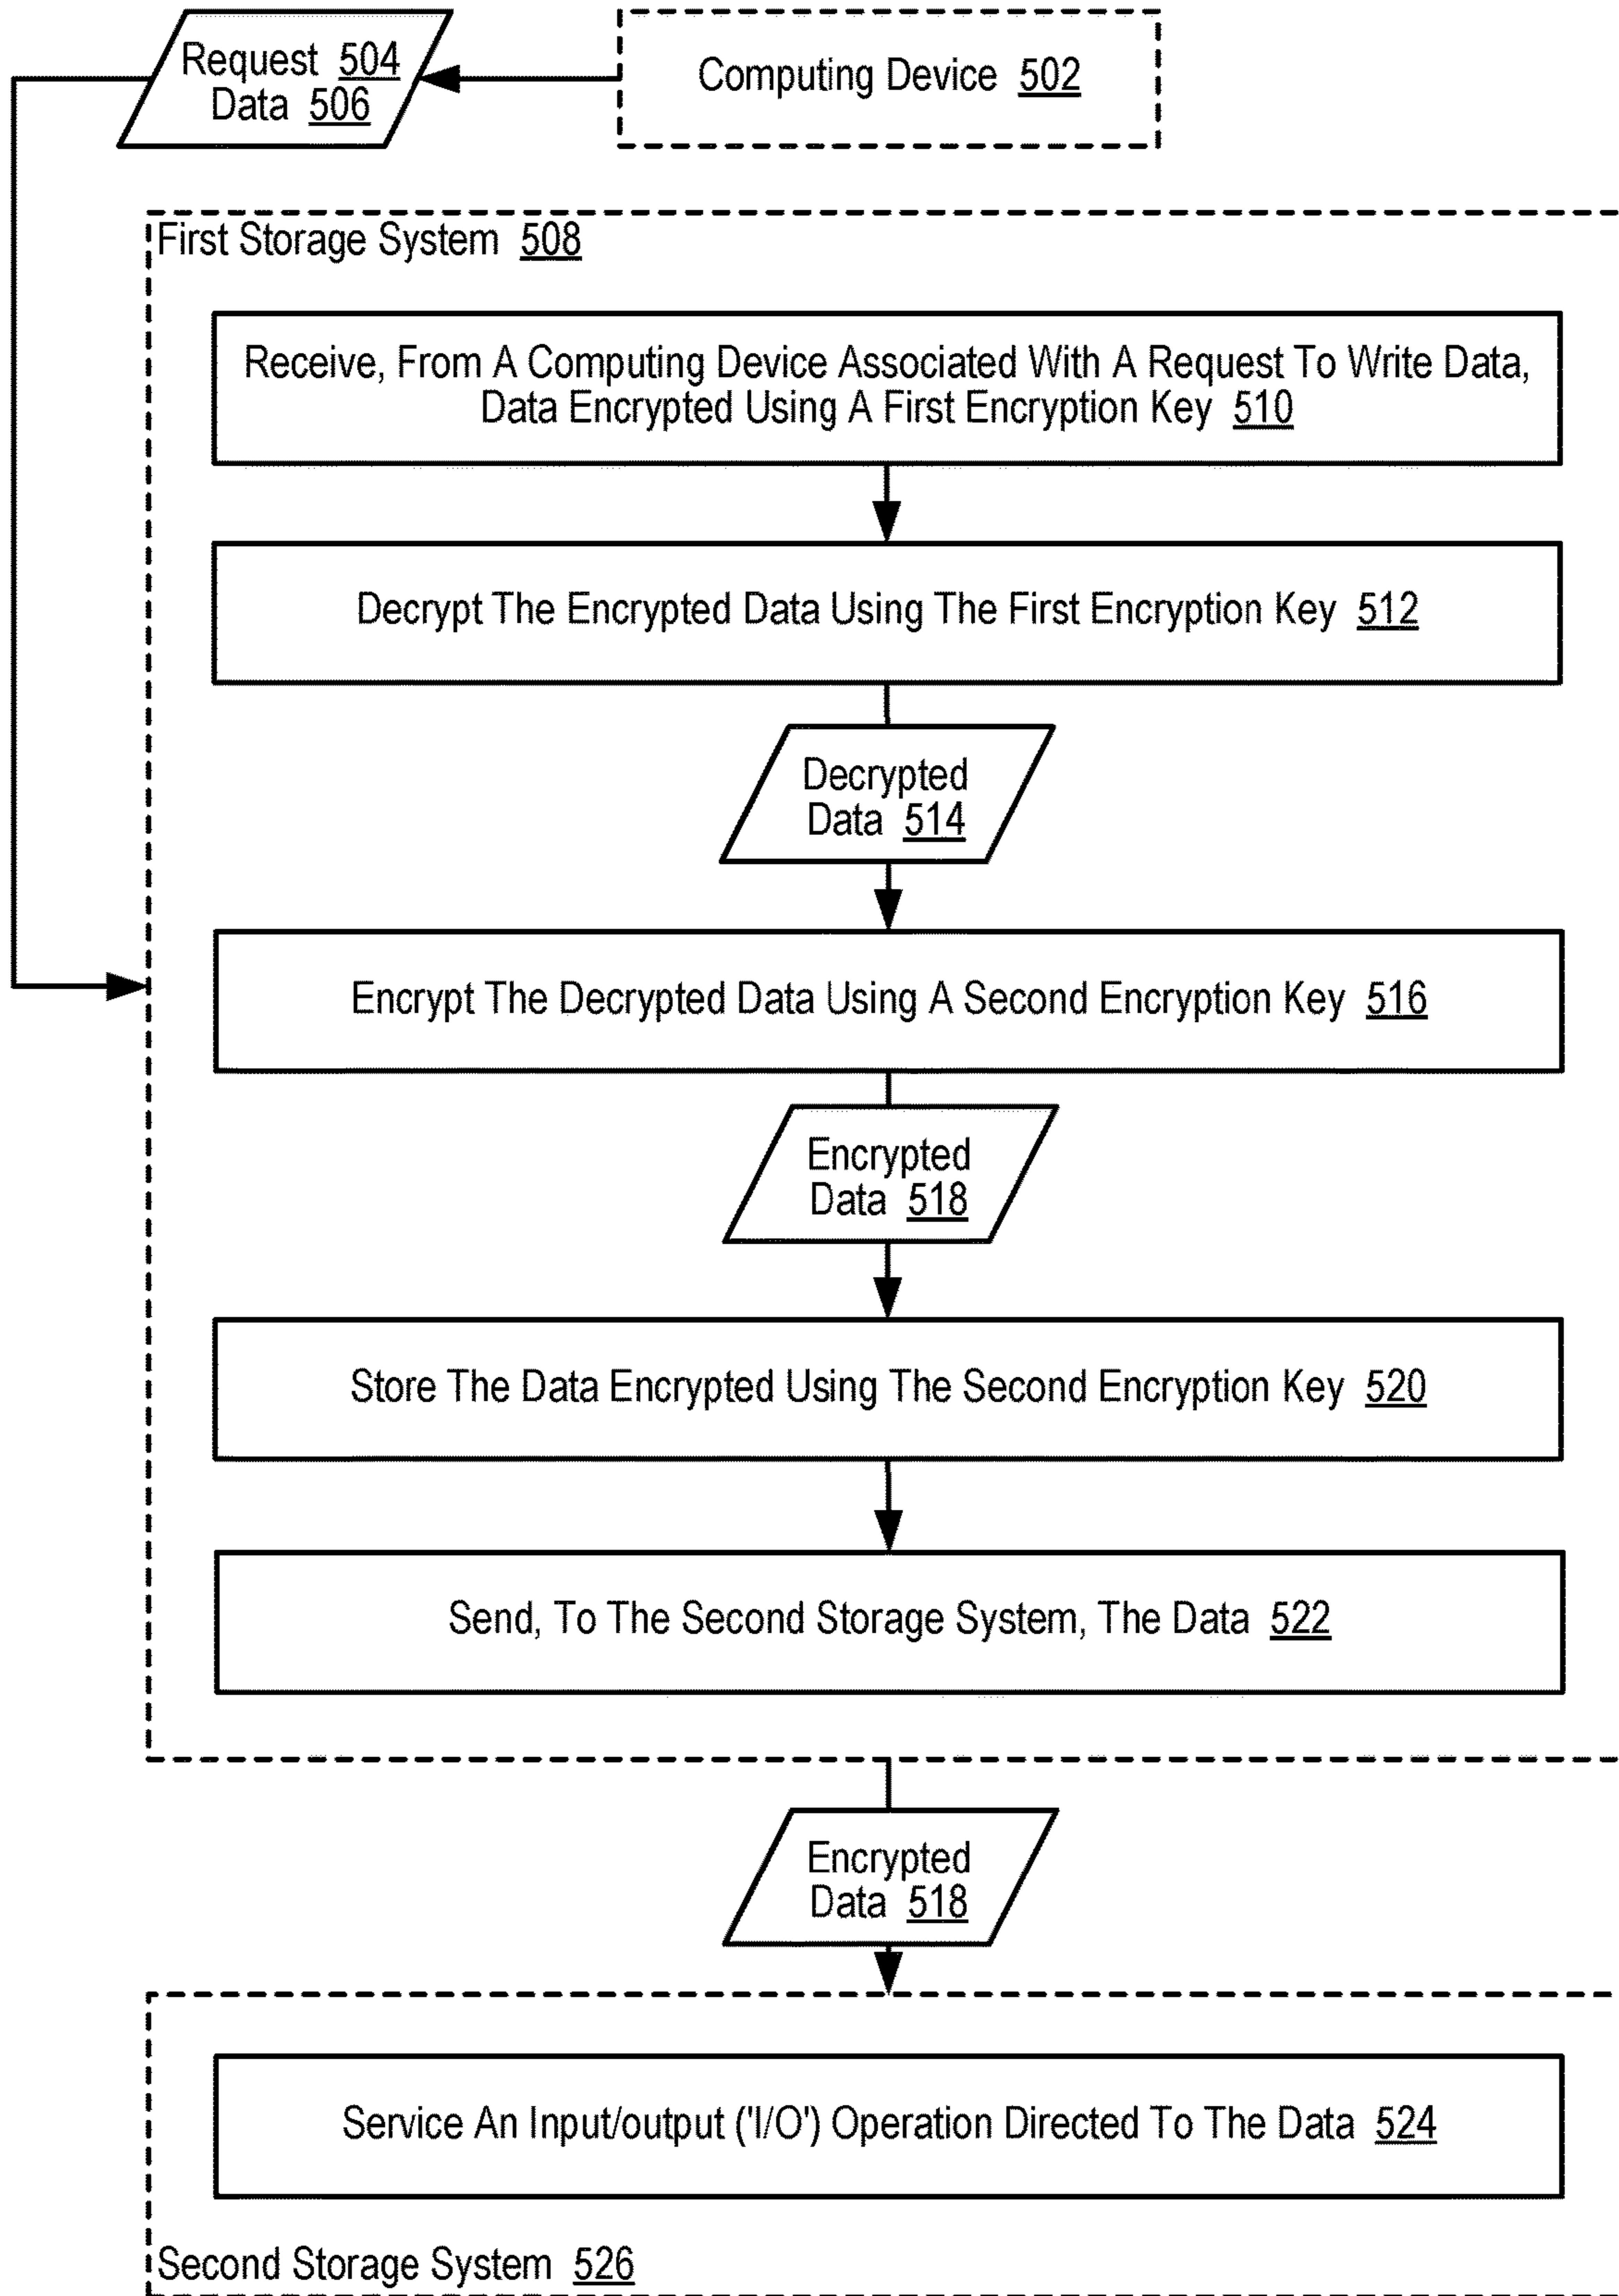 Request 504
Data 506
Computing Device 502
First Storage System 508
Receive, From A Computing Device Associated With A Request To Write Data,
Data Encrypted Using A First Encryption Key 510
Decrypt The Encrypted Data Using The First Encryption Key 512
Decrypted
Data 514
Encrypt The Decrypted Data Using A Second Encryption Key 516
Encrypted
Data 518
Store The Data Encrypted Using The Second Encryption Key 520
Send, To The Second Storage System, The Data 522
Encrypted
Data 518
Service An Input/output ('I/O') Operation Directed To The Data 524
Second Storage System 526